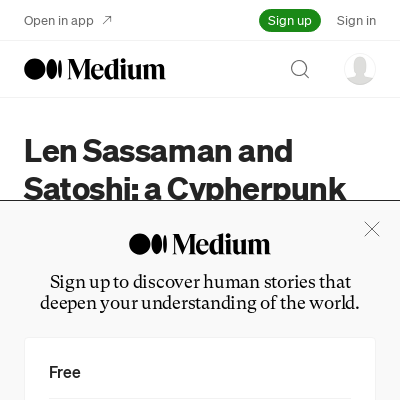 Open in app
Sign up
Sign in
Medium
Len Sassaman and
Satoshi: a Cypherpunk
Medium
Sign up to discover human stories that
deepen your understanding of the world.
Free